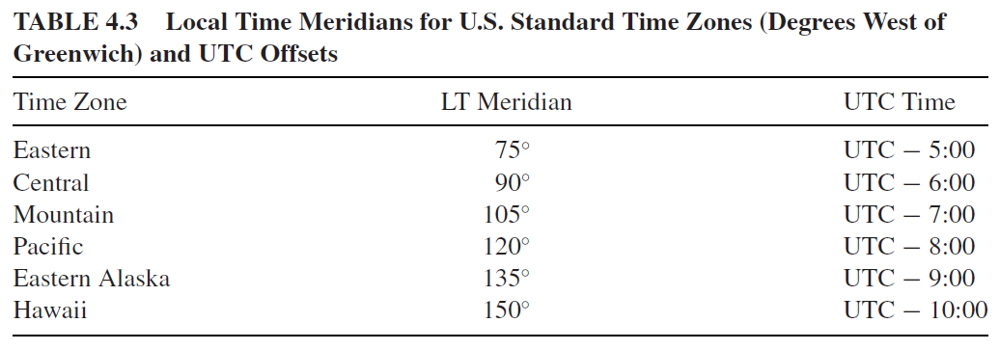 TABLE 4.3 Local Time Meridians for U.S. Standard Time Zones (Degrees West of
Greenwich) and UTC Offsets
Time Zone LT Meridian UTC Time
Eastern 75° UTC – 5:00
Central 90° UTC – 6:00
Mountain 105° UTC – 7:00
Pacific 120° UTC – 8:00
Eastern Alaska 135° UTC – 9:00
Hawaii 150° UTC – 10:00